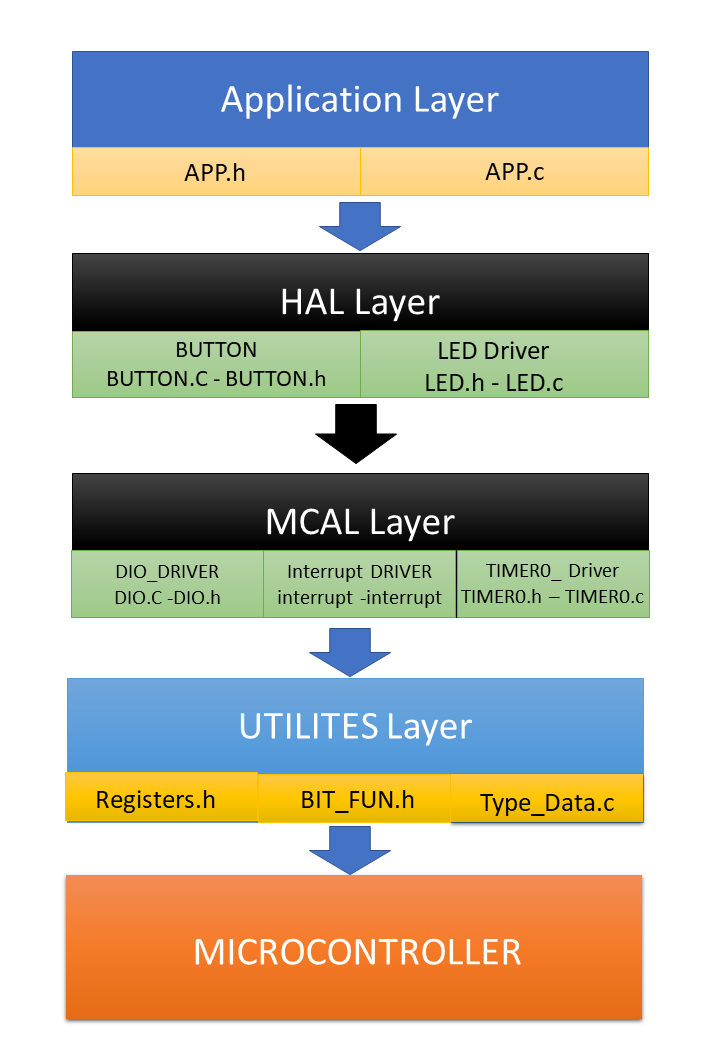 Application Layer
APP.h
APP.c
HAL Layer
BUTTON
BUTTON.C - BUTTON.h
LED Driver
LED.h - LED.c
MCAL Layer
DIO_DRIVER
DIO.C -DIO.h
Interrupt DRIVER
interrupt -interrupt
TIMER0_ Driver
TIMER0.h – TIMER0.c
UTILITES Layer
Registers.h
BIT_FUN.h
Type_Data.c
MICROCONTROLLER